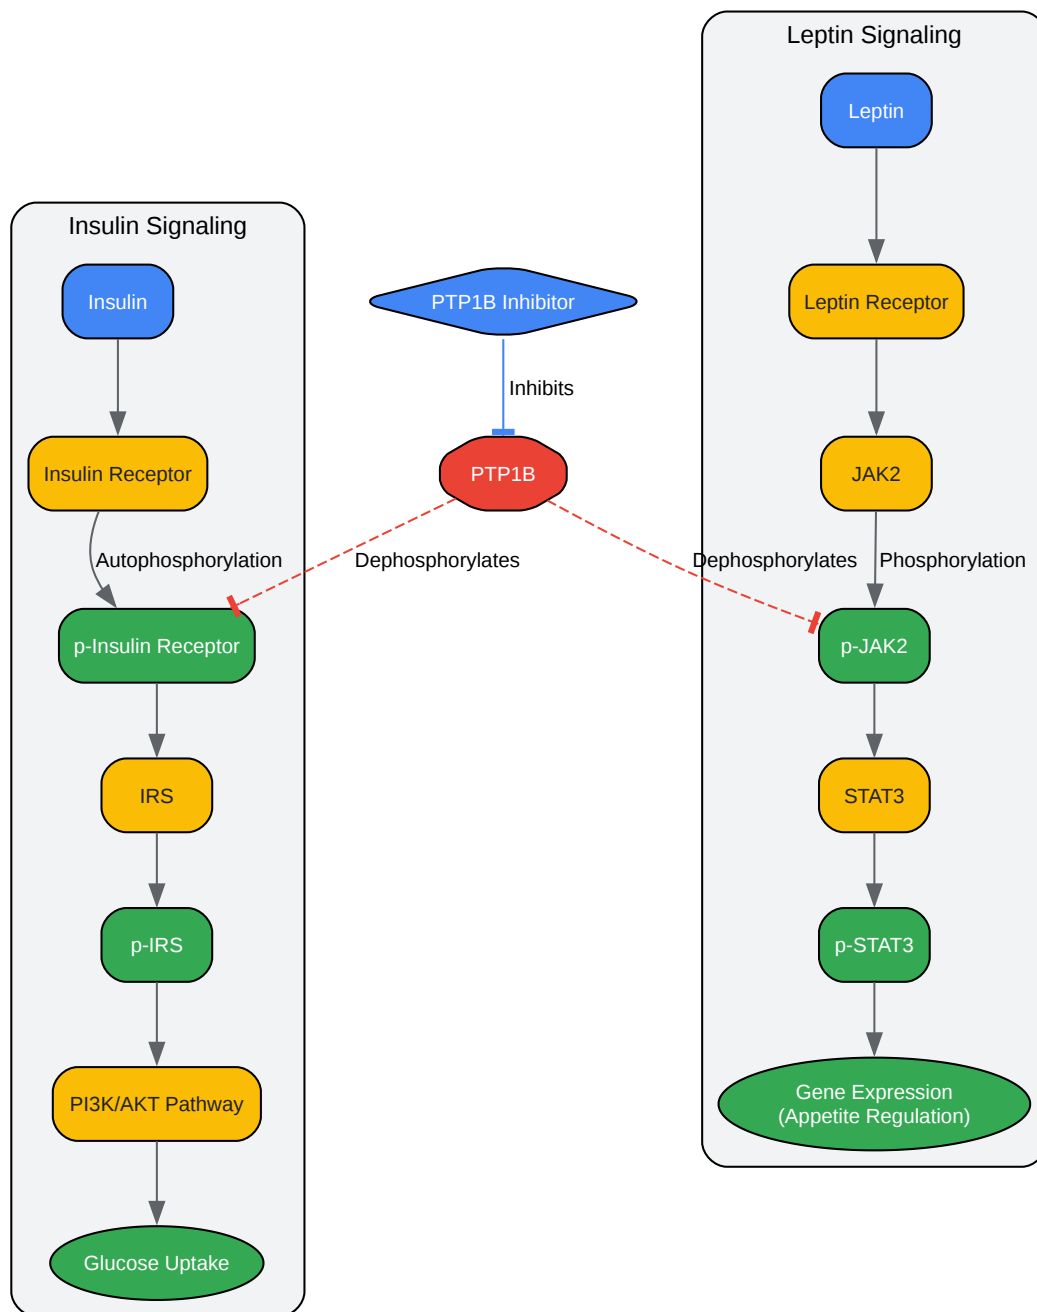 Leptin Signaling
Leptin
Insulin Signaling
Insulin
PTP1B Inhibitor
Leptin Receptor
Inhibits
Insulin Receptor
PTP1B
JAK2
Autophosphorylation
Dephosphorylates
Dephosphorylates
Phosphorylation
p-Insulin Receptor
p-JAK2
IRS
STAT3
p-IRS
p-STAT3
PI3K/AKT Pathway
Gene Expression
(Appetite Regulation)
Glucose Uptake